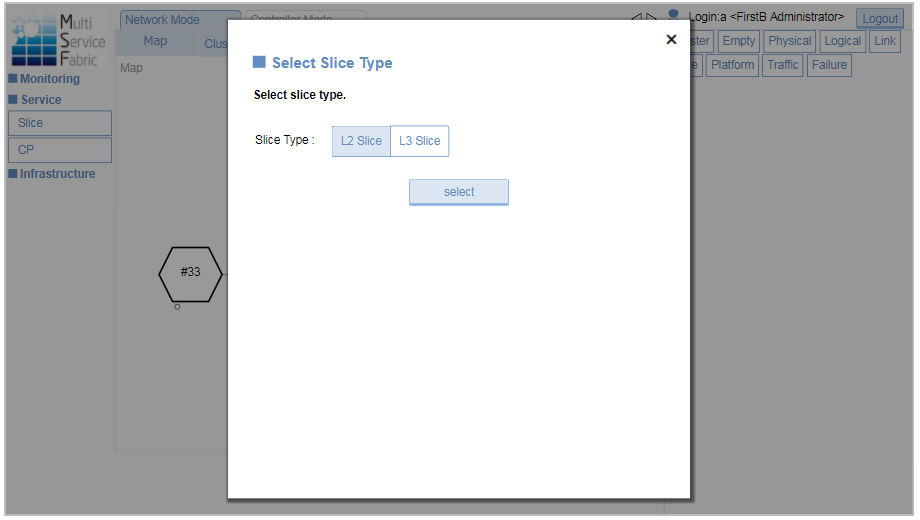 Multi
Service
Fabric
Network Mode
Controller Mode
Login:a <FirstB Administrator>
Logout
Map
Empty
Physical
Logical
Link
Platform
Traffic
Failure
Map
Monitoring
Service
Slice
CP
Infrastructure
#33
×
Select Slice Type
Select slice type.
Slice Type :
L2 Slice
L3 Slice
select